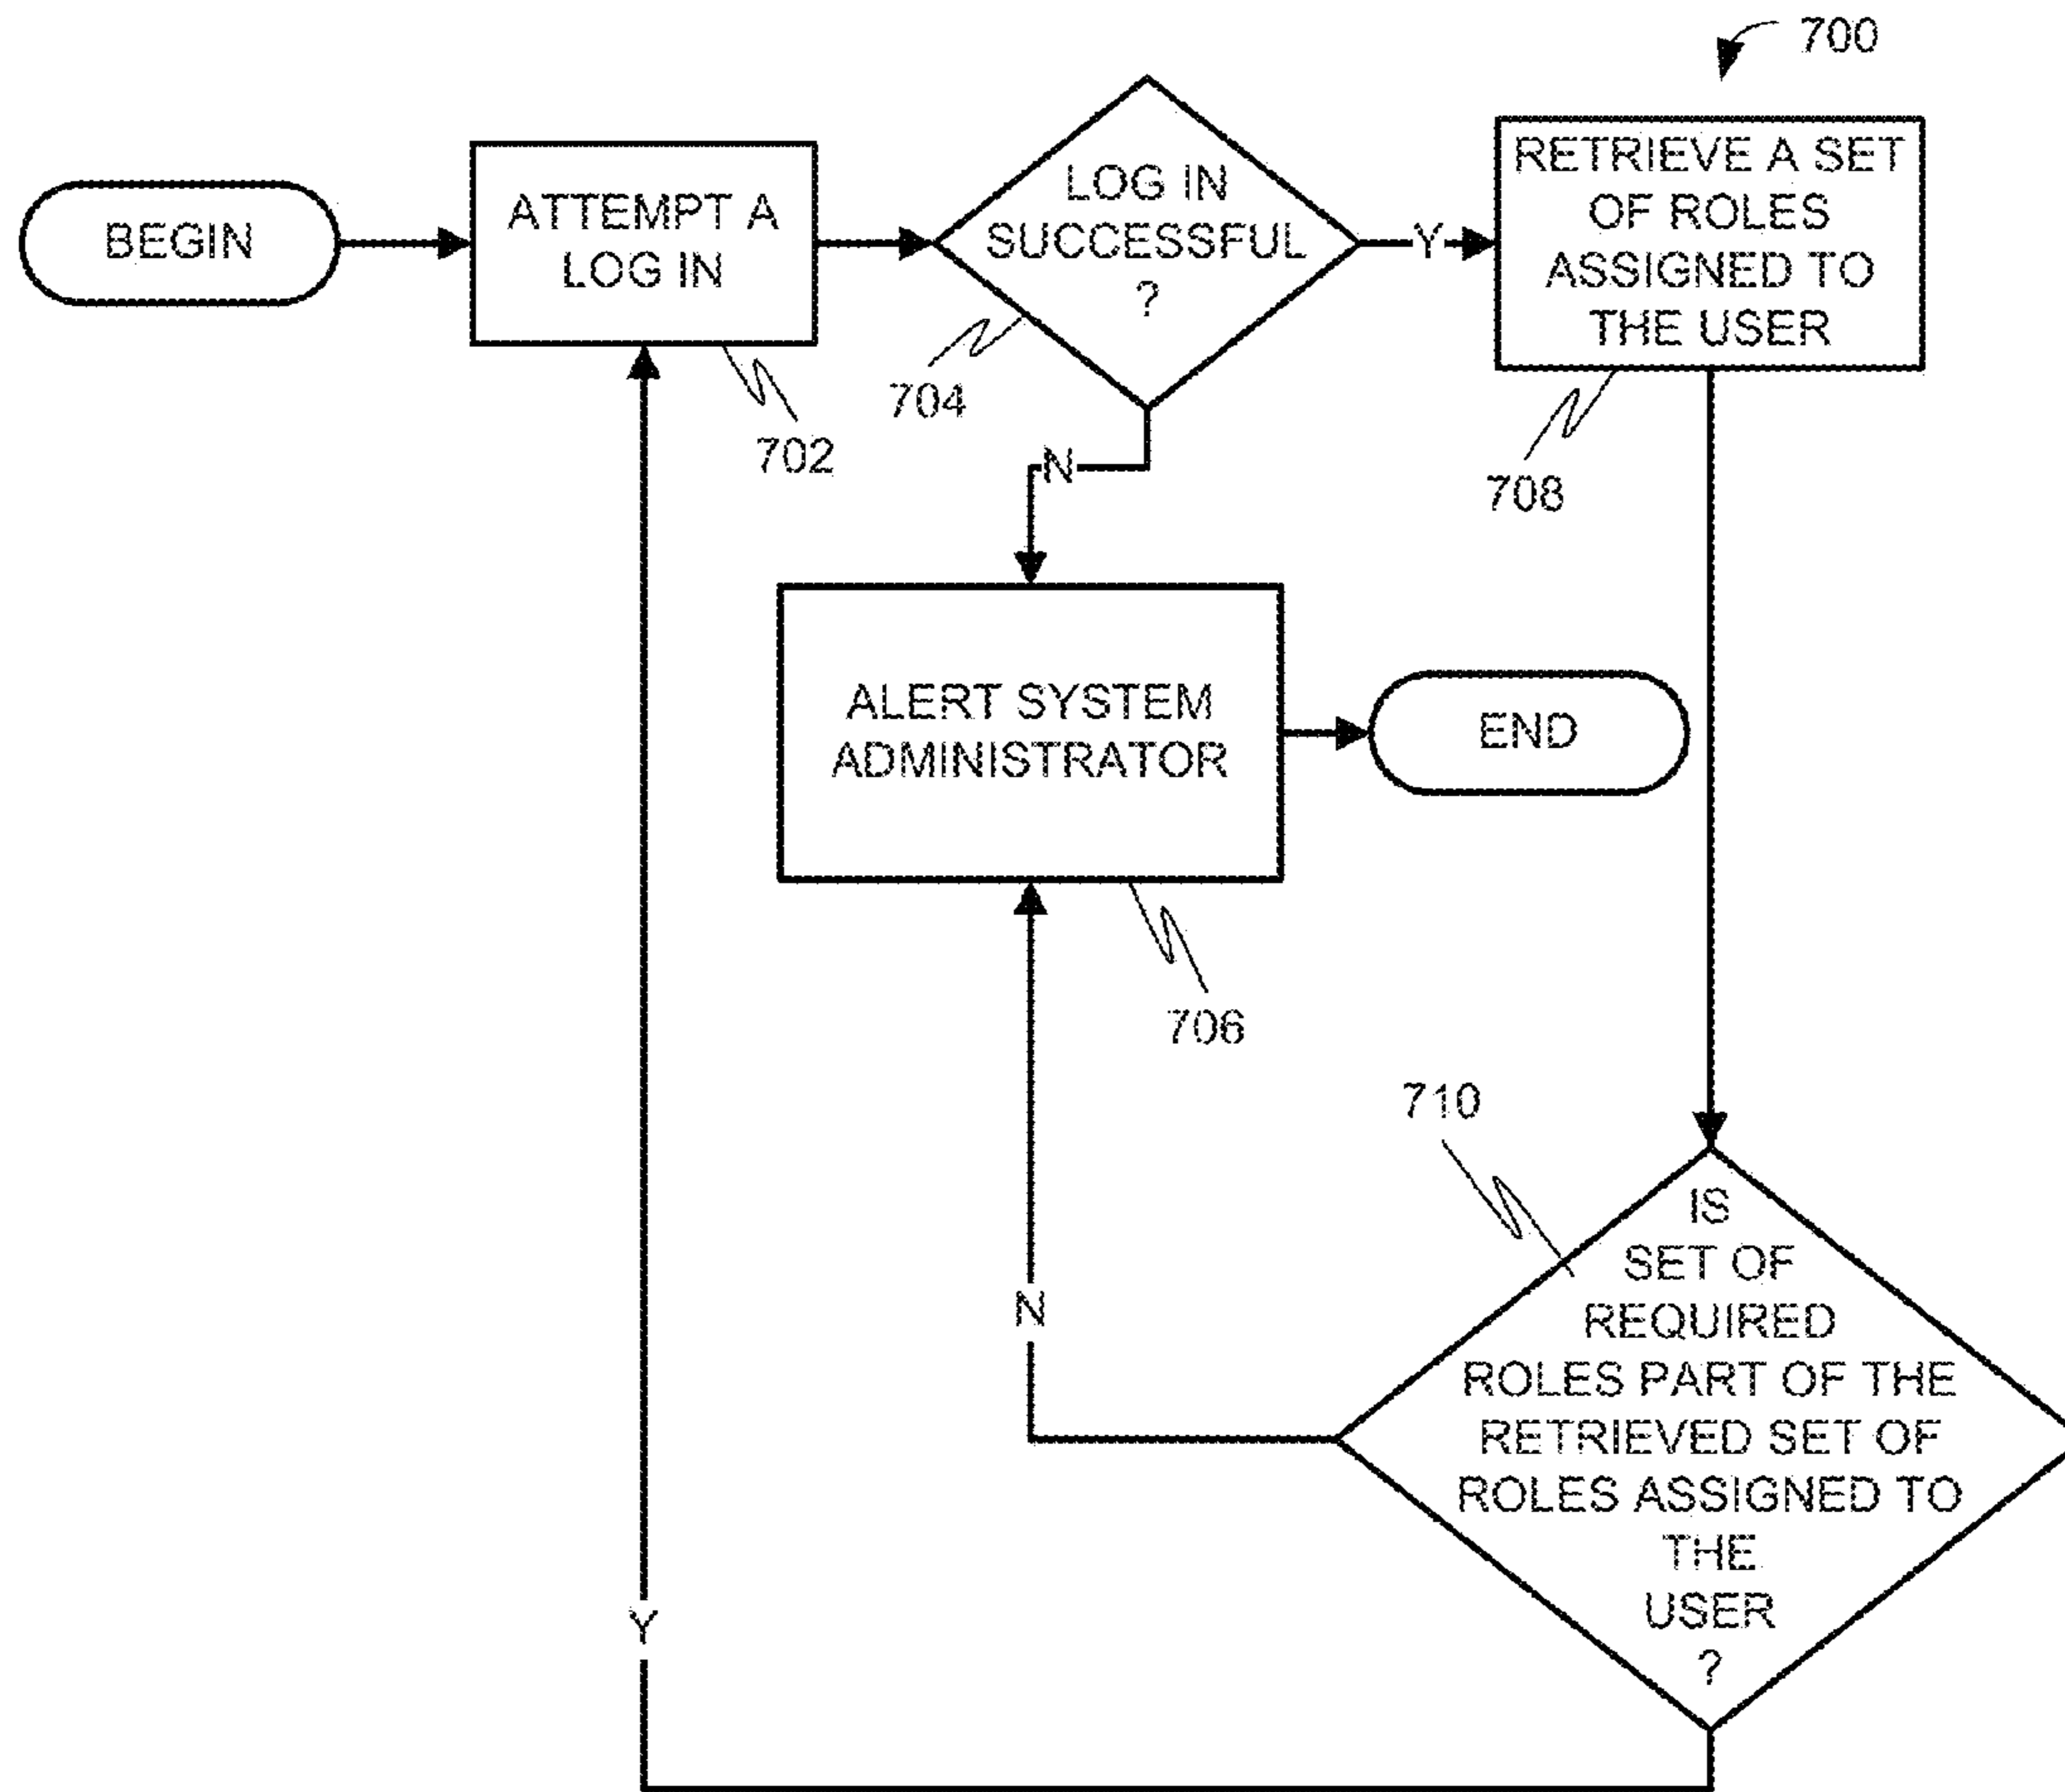 700
BEGIN
ATTEMPT A
LOG IN
702
LOG IN
SUCCESSFUL
?
704
Y
RETRIEVE A SET
OF ROLES
ASSIGNED TO
THE USER
708
N
ALERT SYSTEM
ADMINISTRATOR
706
END
710
IS
SET OF
REQUIRED
ROLES PART OF THE
RETRIEVED SET OF
ROLES ASSIGNED TO
THE
USER
?
N
Y